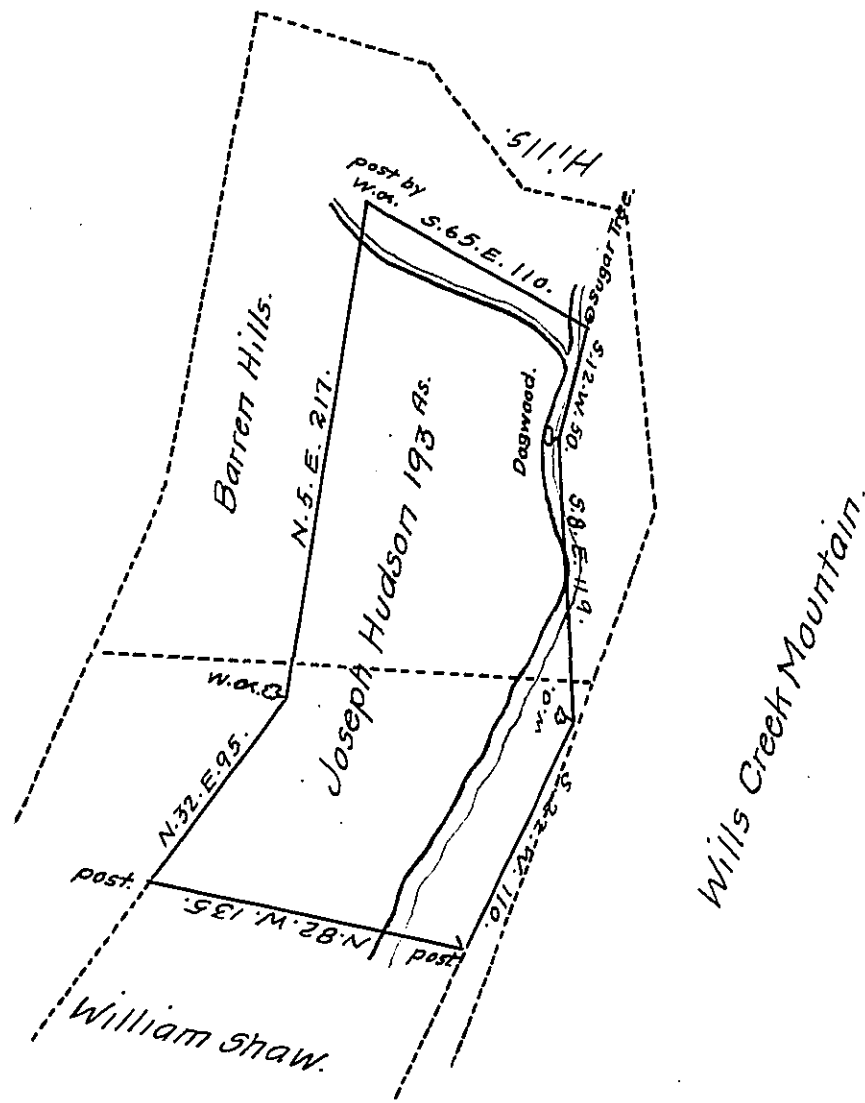 Hills.
post by
w.o.
S.65.E. 110.
sugar Tree.
Barren Hills.
N.5.E. 217.
S.12.W.50.
Dogwood.
Joseph Hudson 193 As.
S8.E.119.
w.o.
w.o.
N.32.E.95.
S.22.W. 110.
post.
N.82.W.135.
post
William Shaw.
Wills Creek Mountain.